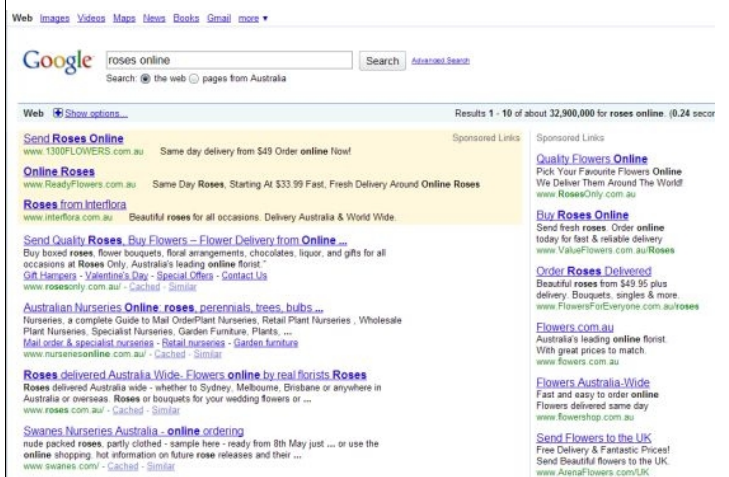 Web Images Videos Maps News Books Gmail more ▼
Google
roses online
Search
Advanced Search
Search: the web pages from Australia
Web Show options...
Results 1 - 10 of about 32,900,000 for roses online. (0.24 secor
Send Roses Online
Sponsored Links
www.1300FLOWERS.com.au Same day delivery from $49 Order online Now!
Online Roses
www.ReadyFlowers.com.au Same Day Roses, Starting At $33.99 Fast, Fresh Delivery Around Online Roses
Roses from Interflora
www.interflora.com.au Beautiful roses for all occasions. Delivery Australia & World Wide.
Send Quality Roses, Buy Flowers – Flower Delivery from Online ...
Buy boxed roses, flower bouquets, floral arrangements, chocolates, liquor, and gifts for all
occasions at Roses Only, Australia's leading online florist."
Gift Hampers - Valentine's Day - Special Offers - Contact Us
www.rosesonly.com.au/ - Cached - Similar
Australian Nurseries Online: roses, perennials, trees, bulbs ...
Nurseries, a complete Guide to Mail OrderPlant Nurseries, Retail Plant Nurseries , Wholesale
Plant Nurseries, Specialist Nurseries, Garden Furniture, Plants, ...
Mail order & specialist nurseries - Retail nurseries - Garden furniture
www.nurseriesonline.com.au/ - Cached - Similar
Roses delivered Australia Wide- Flowers online by real florists Roses
Roses delivered Australia wide - whether to Sydney, Melbourne, Brisbane or anywhere in
Australia or overseas. Roses or bouquets for your wedding flowers or ...
www.roses.com.au/ - Cached - Similar
Swanes Nurseries Australia - online ordering
nude packed roses, partly clothed - sample here - ready from 8th May just ... or use the
online shopping. hot information on future rose releases and their ...
www.swanes.com/ - Cached - Similar
Sponsored Links
Quality Flowers Online
Pick Your Favourite Flowers Online
We Deliver Them Around The World!
www.RosesOnly.com.au
Buy Roses Online
Send fresh roses. Order online
today for fast & reliable delivery
www.ValueFlowers.com.au/Roses
Order Roses Delivered
Beautiful roses from $49.95 plus
delivery. Bouquets, singles & more.
www.FlowersForEveryone.com.au/roses
Flowers.com.au
Australia's leading online florist.
With great prices to match.
www.flowers.com.au
Flowers Australia-Wide
Fast and easy to order online
Flowers delivered same day
www.flowershop.com.au
Send Flowers to the UK
Free Delivery & Fantastic Prices!
Send Beautiful flowers to the UK.
www.ArenaFlowers.com/UK